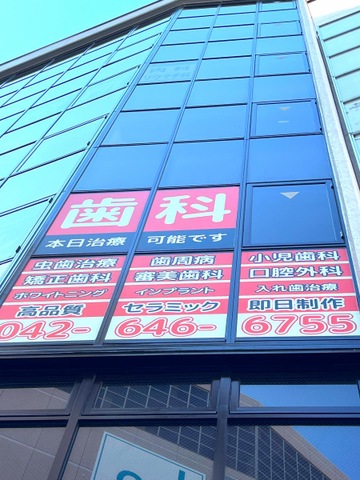 歯科
本日治療 可能です
虫歯治療 歯周病 小児歯科
矯正歯科 審美歯科 口腔外科
ホワイトニング インプラント 入れ歯治療
高品質 セラミック 即日制作
042-646-6755